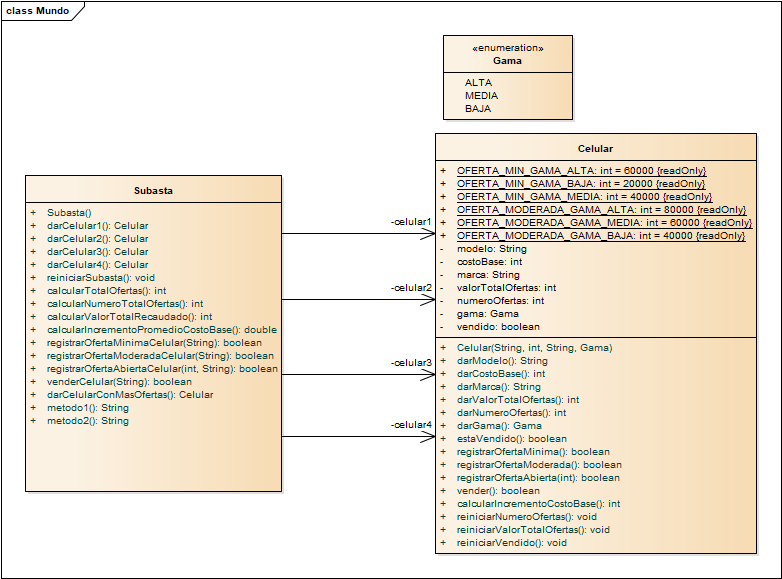 class Mundo
«enumeration»
Gama
ALTA
MEDIA
BAJA
Subasta
+ Subasta()
+ darCelular1(): Celular
+ darCelular2(): Celular
+ darCelular3(): Celular
+ darCelular4(): Celular
+ reiniciarSubasta(): void
+ calcularTotalOfertas(): int
+ calcularNumeroTotalOfertas(): int
+ calcularValorTotalRecaudado(): int
+ calcularIncrementoPromedioCostoBase(): double
+ registrarOfertaMinimaCelular(String): boolean
+ registrarOfertaModeradaCelular(String): boolean
+ registrarOfertaAbiertaCelular(int, String): boolean
+ venderCelular(String): boolean
+ darCelularConMasOfertas(): Celular
+ metodo1(): String
+ metodo2(): String
-celular1
-celular2
-celular3
-celular4
Celular
+ OFERTA_MIN_GAMA_ALTA: int = 60000 {readOnly}
+ OFERTA_MIN_GAMA_BAJA: int = 20000 {readOnly}
+ OFERTA_MIN_GAMA_MEDIA: int = 40000 {readOnly}
+ OFERTA_MODERADA_GAMA_ALTA: int = 80000 {readOnly}
+ OFERTA_MODERADA_GAMA_MEDIA: int = 60000 {readOnly}
+ OFERTA_MODERADA_GAMA_BAJA: int = 40000 {readOnly}
- modelo: String
- costoBase: int
- marca: String
- valorTotalOfertas: int
- numeroOfertas: int
- gama: Gama
- vendido: boolean
+ Celular(String, int, String, Gama)
+ darModelo(): String
+ darCostoBase(): int
+ darMarca(): String
+ darValorTotalOfertas(): int
+ darNumeroOfertas(): int
+ darGama(): Gama
+ estaVendido(): boolean
+ registrarOfertaMinima(): boolean
+ registrarOfertaModerada(): boolean
+ registrarOfertaAbierta(int): boolean
+ vender(): boolean
+ calcularIncrementoCostoBase(): int
+ reiniciarNumeroOfertas(): void
+ reiniciarValorTotalOfertas(): void
+ reiniciarVendido(): void